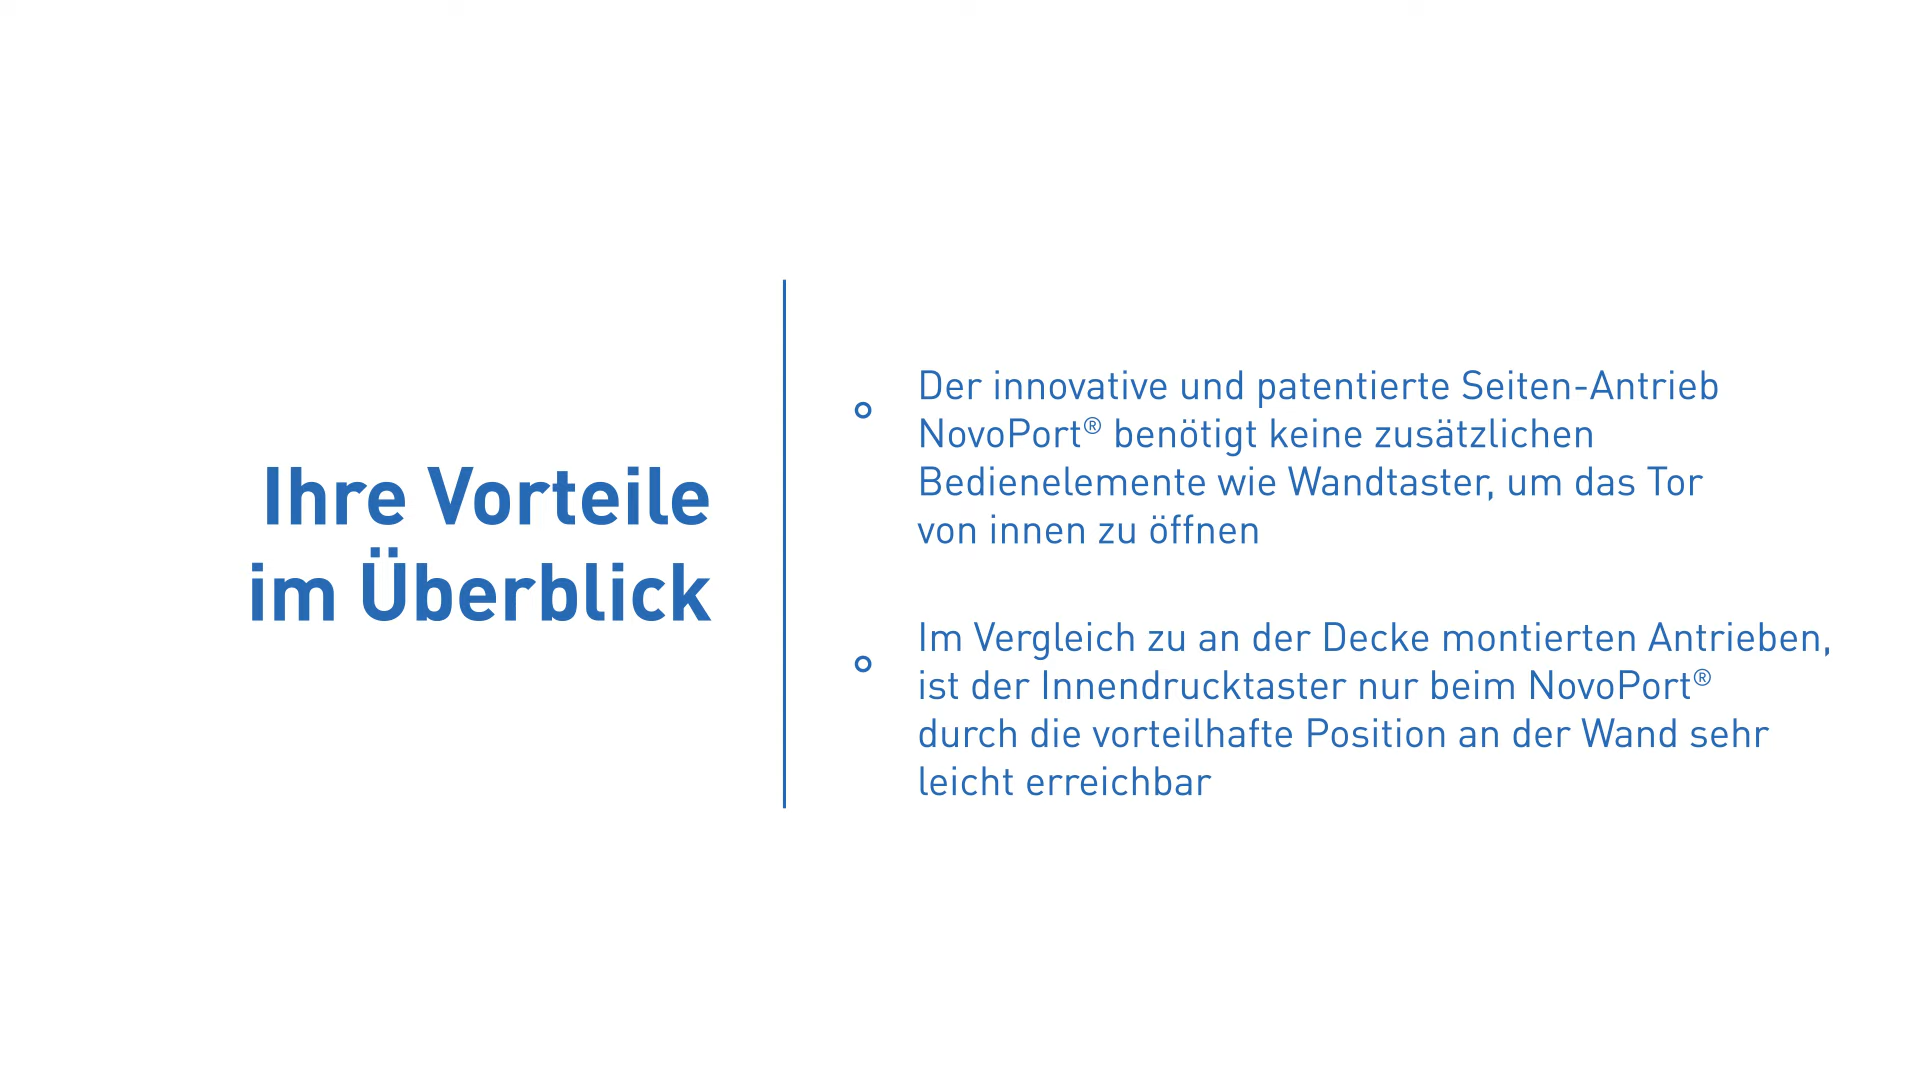 Ihre Vorteile
im Überblick
Der innovative und patentierte Seiten-Antrieb
NovoPort® benötigt keine zusätzlichen
Bedienelemente wie Wandtaster, um das Tor
von innen zu öffnen
Im Vergleich zu an der Decke montierten Antrieben,
ist der Innendrucktaster nur beim NovoPort®
durch die vorteilhafte Position an der Wand sehr
leicht erreichbar